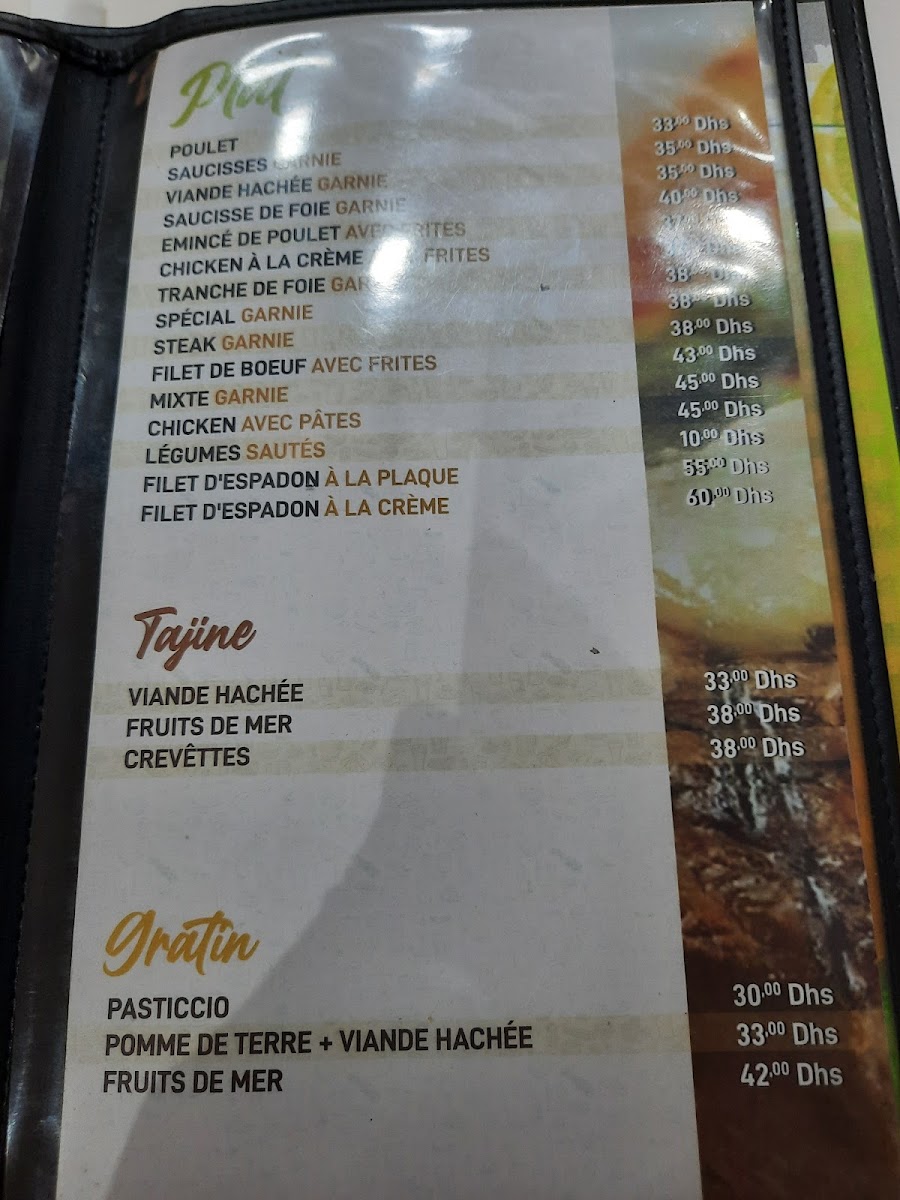 Plat
POULET 33.00 Dhs
SAUCISSES GARNIE 35.00 Dhs
VIANDE HACHÉE GARNIE 35.00 Dhs
SAUCISSE DE FOIE GARNIE 40.00 Dhs
EMINCÉ DE POULET AVEC FRITES
CHICKEN À LA CRÈME FRITES
TRANCHE DE FOIE 38.00 Dhs
SPÉCIAL GARNIE 38.00 Dhs
STEAK GARNIE 38.00 Dhs
FILET DE BOEUF AVEC FRITES 43.00 Dhs
MIXTE GARNIE 45.00 Dhs
CHICKEN AVEC PÂTES 45.00 Dhs
LÉGUMES SAUTÉS 10.00 Dhs
FILET D'ESPADON À LA PLAQUE 55.00 Dhs
FILET D'ESPADON À LA CRÈME 60.00 Dhs
Tajine
VIANDE HACHÉE 33.00 Dhs
FRUITS DE MER 38.00 Dhs
CREVÊTTES 38.00 Dhs
Gratin
PASTICCIO 30.00 Dhs
POMME DE TERRE + VIANDE HACHÉE 33.00 Dhs
FRUITS DE MER 42.00 Dhs